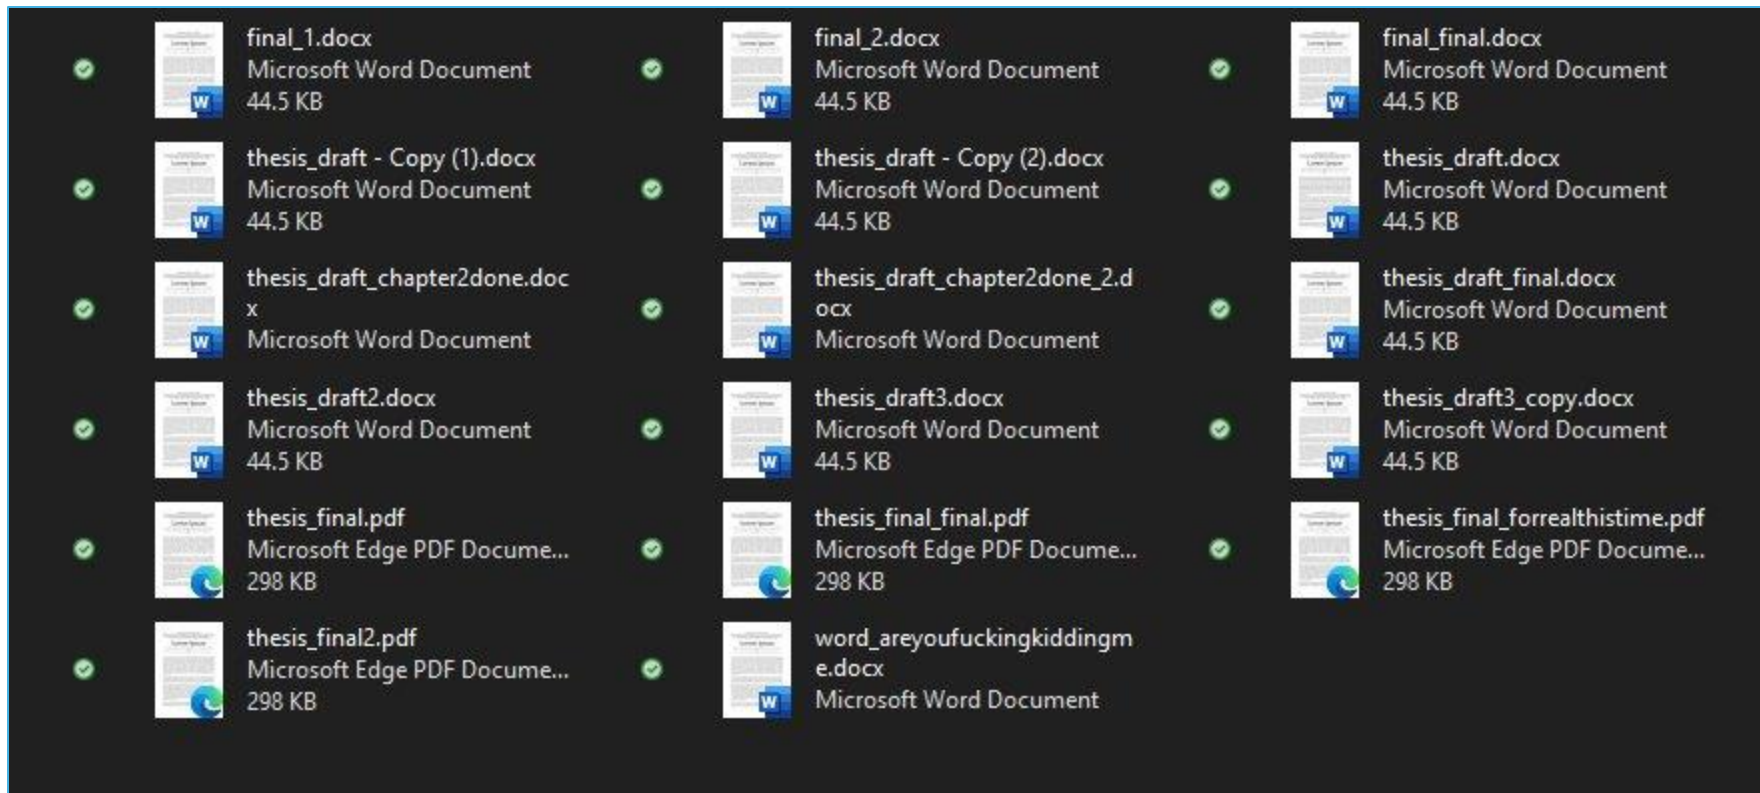 final_1.docx
Microsoft Word Document
44.5 KB
final_2.docx
Microsoft Word Document
44.5 KB
final_final.docx
Microsoft Word Document
44.5 KB
thesis_draft - Copy (1).docx
Microsoft Word Document
44.5 KB
thesis_draft - Copy (2).docx
Microsoft Word Document
44.5 KB
thesis_draft.docx
Microsoft Word Document
44.5 KB
thesis_draft_chapter2done.doc
x
Microsoft Word Document
thesis_draft_chapter2done_2.d
ocx
Microsoft Word Document
thesis_draft_final.docx
Microsoft Word Document
44.5 KB
thesis_draft2.docx
Microsoft Word Document
44.5 KB
thesis_draft3.docx
Microsoft Word Document
44.5 KB
thesis_draft3_copy.docx
Microsoft Word Document
44.5 KB
thesis_final.pdf
Microsoft Edge PDF Docume...
298 KB
thesis_final_final.pdf
Microsoft Edge PDF Docume...
298 KB
thesis_final_forrealthistime.pdf
Microsoft Edge PDF Docume...
298 KB
thesis_final2.pdf
Microsoft Edge PDF Docume...
298 KB
word_areyoufuckingkiddingm
e.docx
Microsoft Word Document